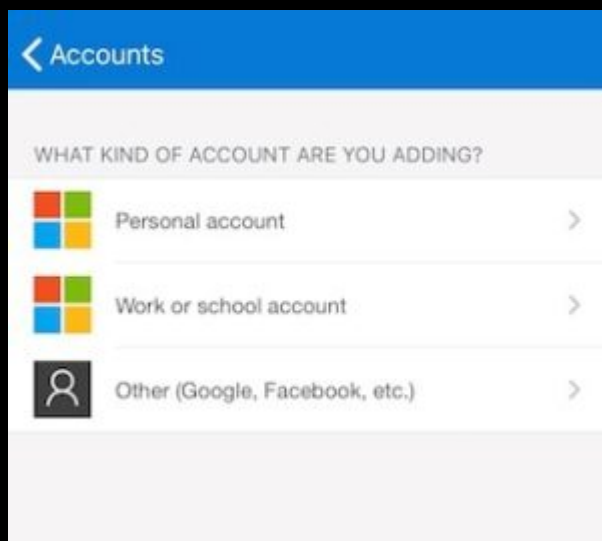 Accounts
WHAT KIND OF ACCOUNT ARE YOU ADDING?
Personal account
Work or school account
Other (Google, Facebook, etc.)